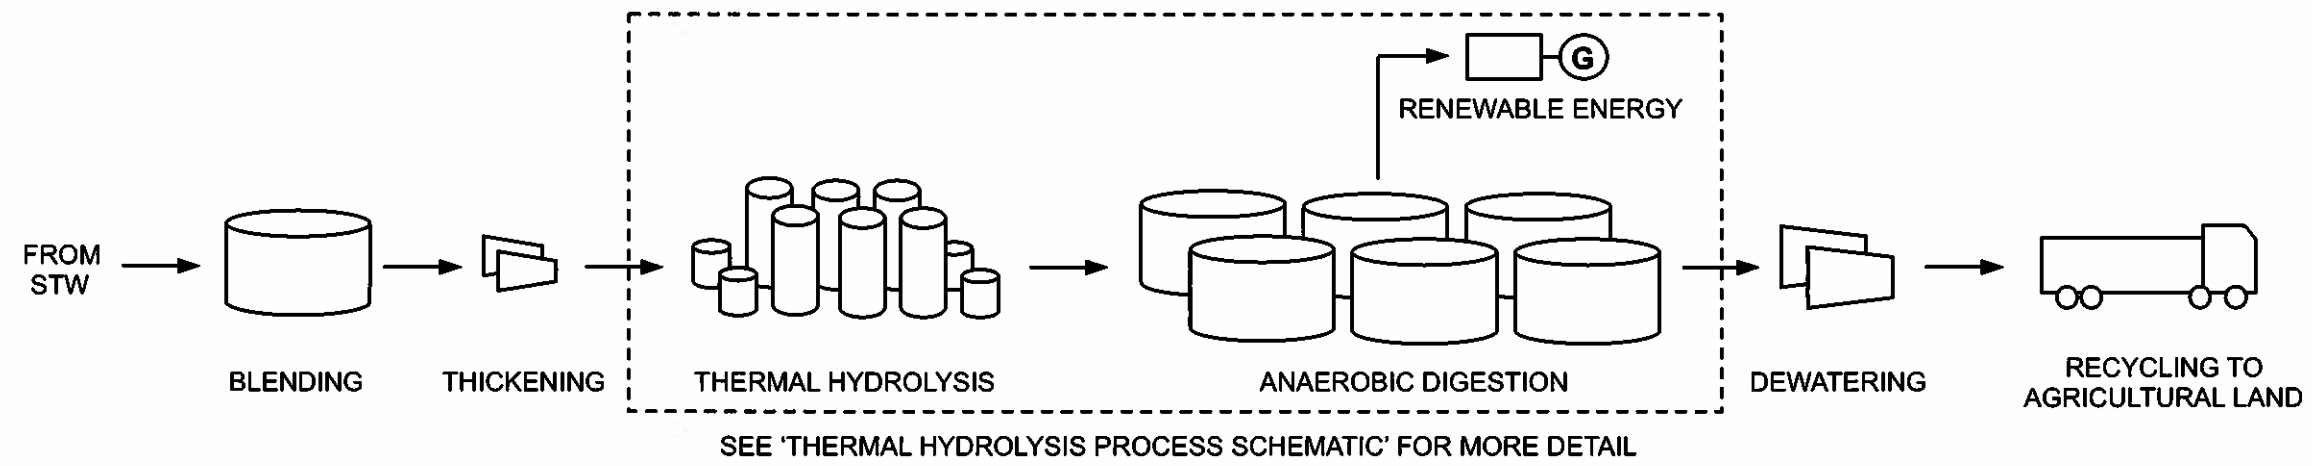 G
RENEWABLE ENERGY
FROM
STW
BLENDING
THICKENING
THERMAL HYDROLYSIS
ANAEROBIC DIGESTION
DEWATERING
RECYCLING TO
AGRICULTURAL LAND
SEE 'THERMAL HYDROLYSIS PROCESS SCHEMATIC' FOR MORE DETAIL